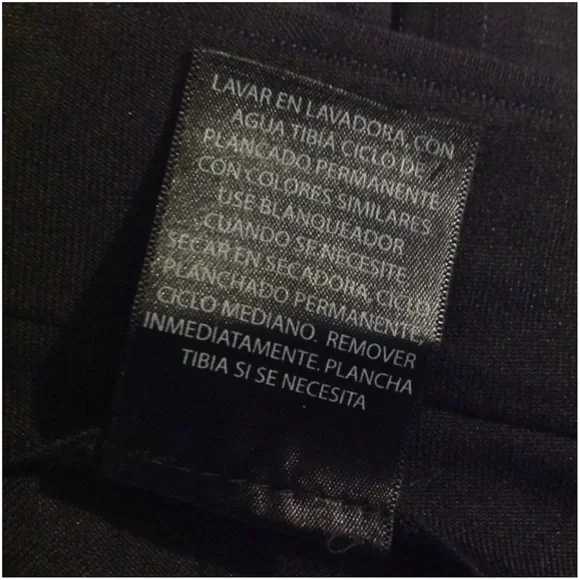 LAVAR EN LAVADORA, CON
AGUA TIBIA CICLO DE
PLANCADO PERMANENTE
CON COLORES SIMILARES
USE BLANQUEADOR
CUANDO SE NECESITE
SECAR EN SECADORA, CICLO
PLANCHADO PERMANENTE,
CICLO MEDIANO. REMOVER
INMEDIATAMENTE. PLANCHA
TIBIA SI SE NECESITA